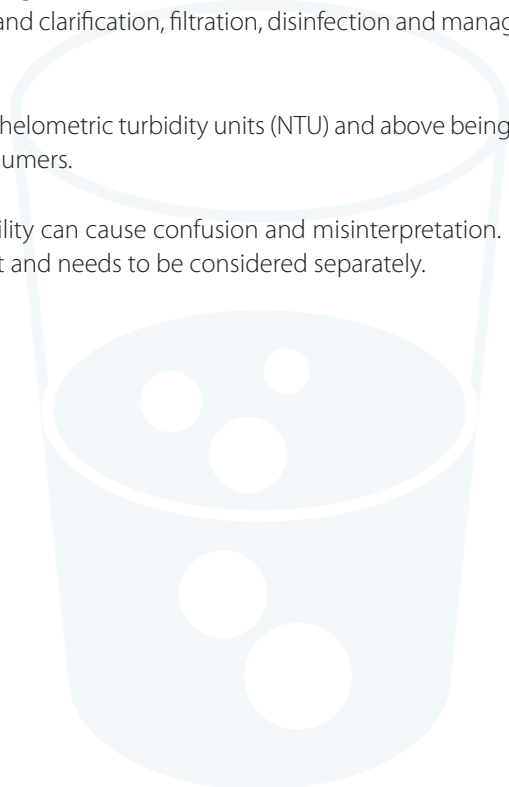 and clarification, filtration, disinfection and
helometric turbidity units (NTU) and above being
umers.
ility can cause confusion and misinterpretation.
t and needs to be considered separately.